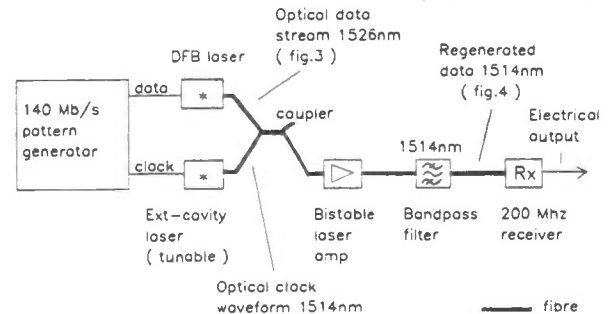 Optical data
stream 1526nm
( fig.3 )
DFB laser
data
*
coupler
Regenerated
data 1514nm
( fig.4 )
Electrical
output
140 Mb/s
pattern
generator
clock
*
1514nm
Rx
Ext-cavity
laser
( tunable )
Bistable
laser
amp
Bandpass
filter
200 Mhz
receiver
Optical clock
waveform 1514nm
fibre